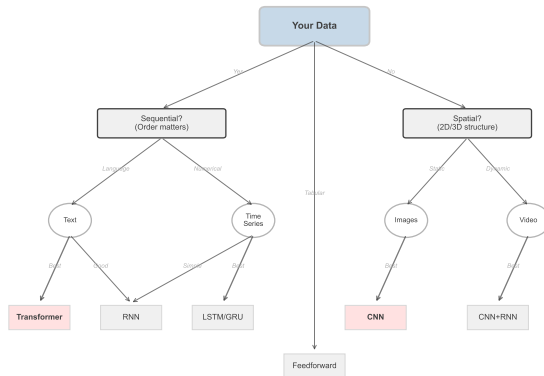 Your Data
Yes
No
Sequential?
(Order matters)
Spatial?
(2D/3D structure)
Language
Numerical
Tabular
Static
Dynamic
Text
Time
Series
Images
Video
Best
Good
Simple
Best
Best
Best
Transformer
RNN
LSTM/GRU
CNN
CNN+RNN
Feedforward